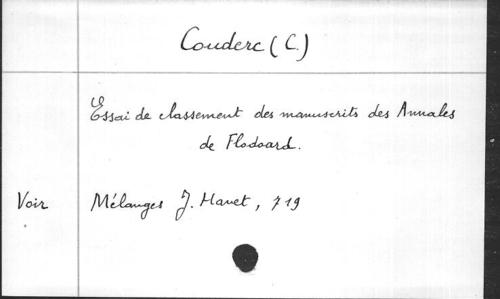 Couderc (C.)
Essai de classement des manuscrits des Annales
de Flodoard.
Voir Mélanges J. Havet, 719